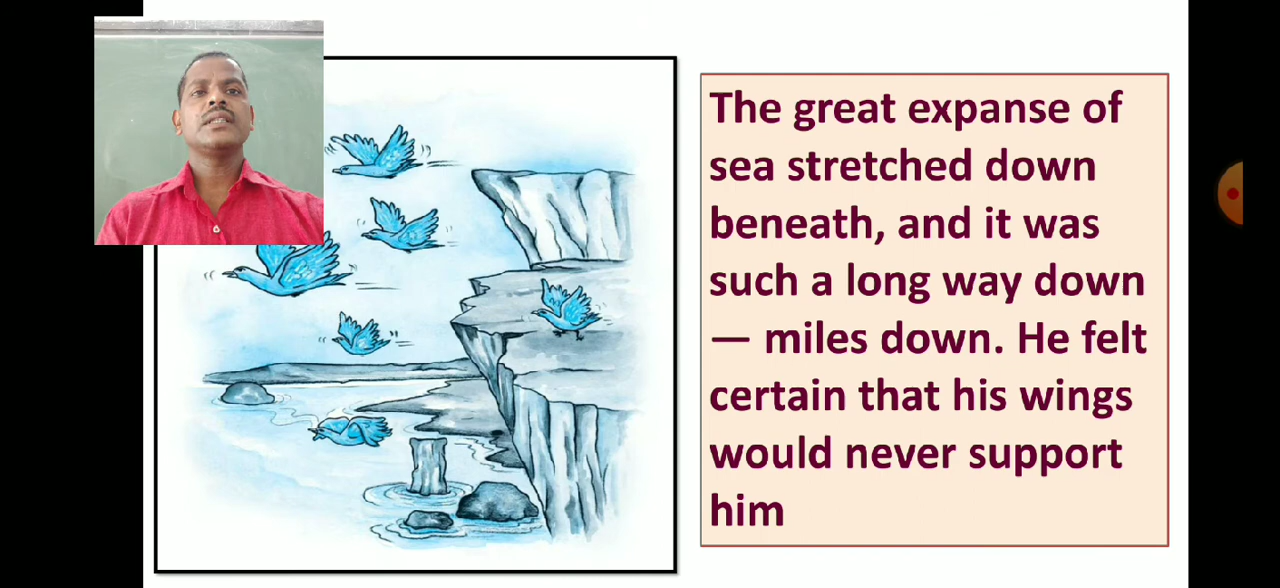 The great expanse of
sea stretched down
beneath, and it was
such a long way down
— miles down. He felt
certain that his wings
would never support
him